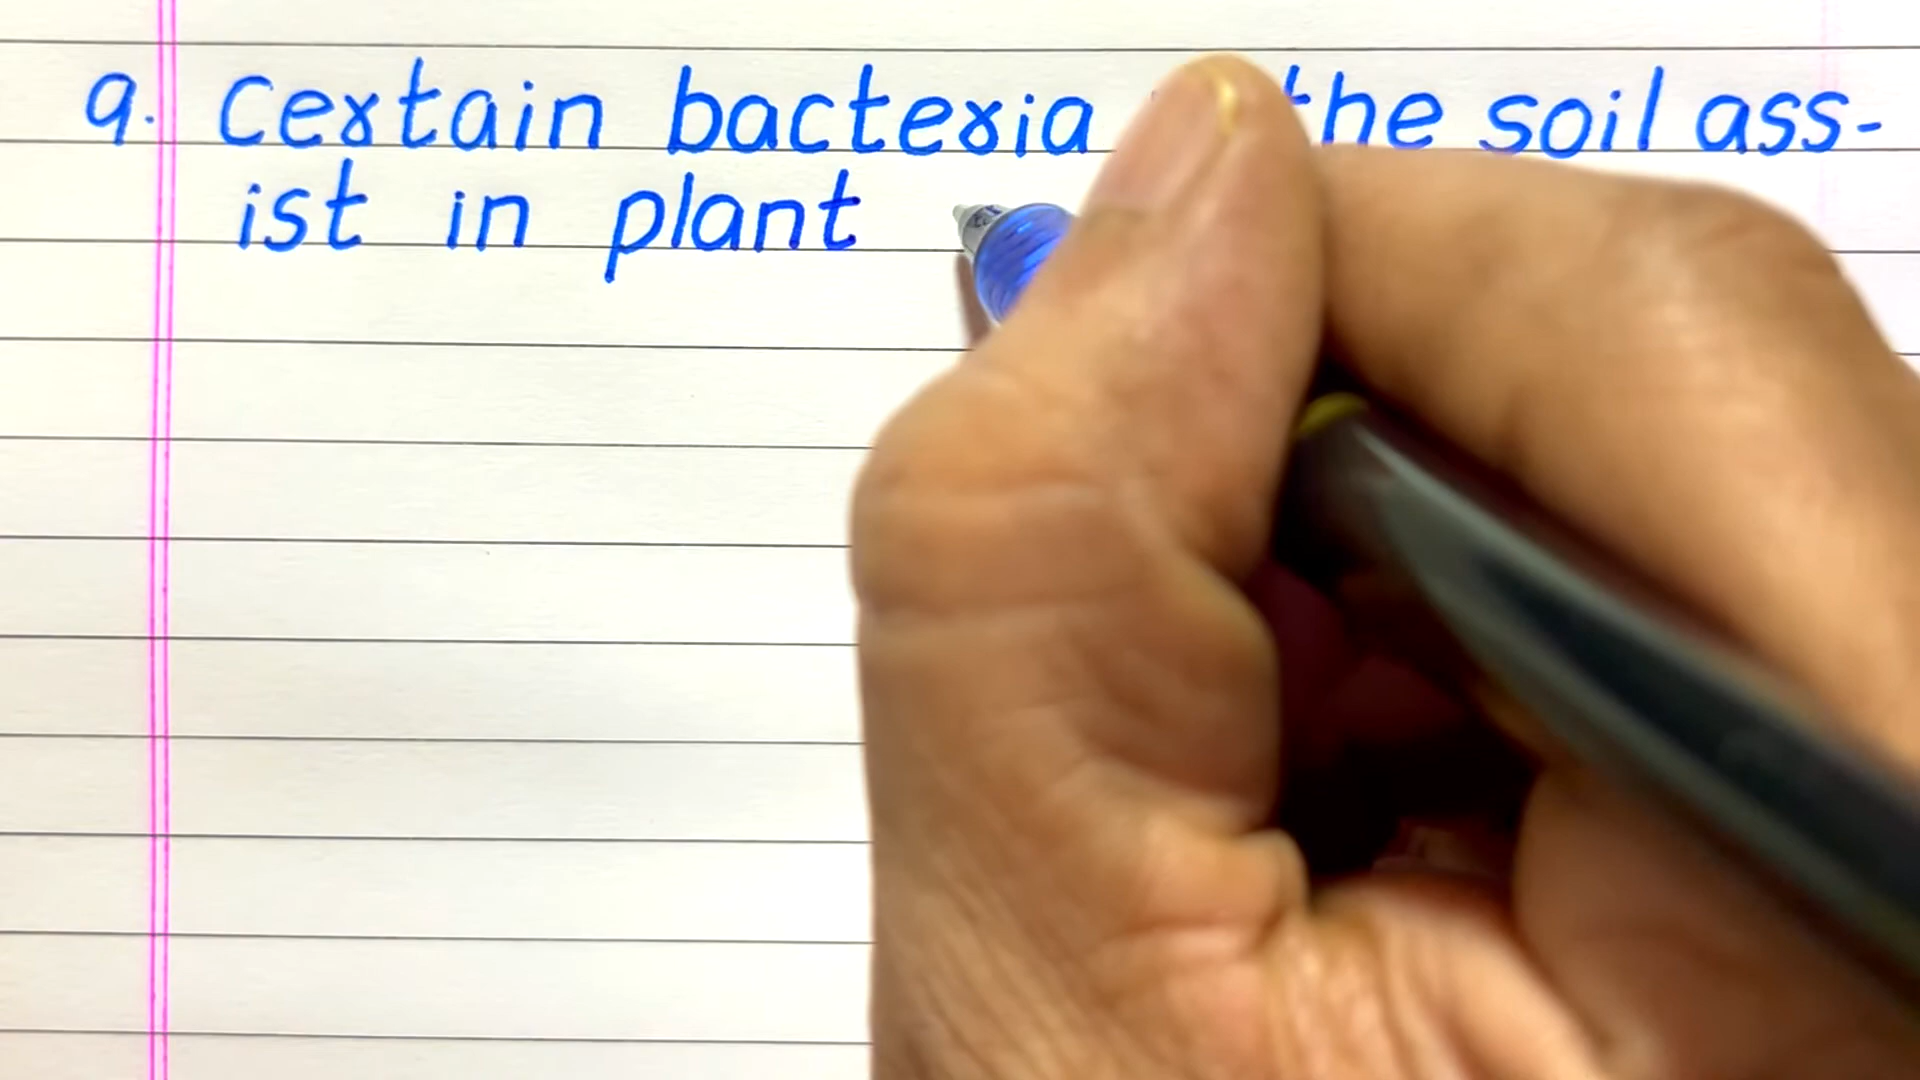 9. Certain bacteria the soil ass-
ist in plant